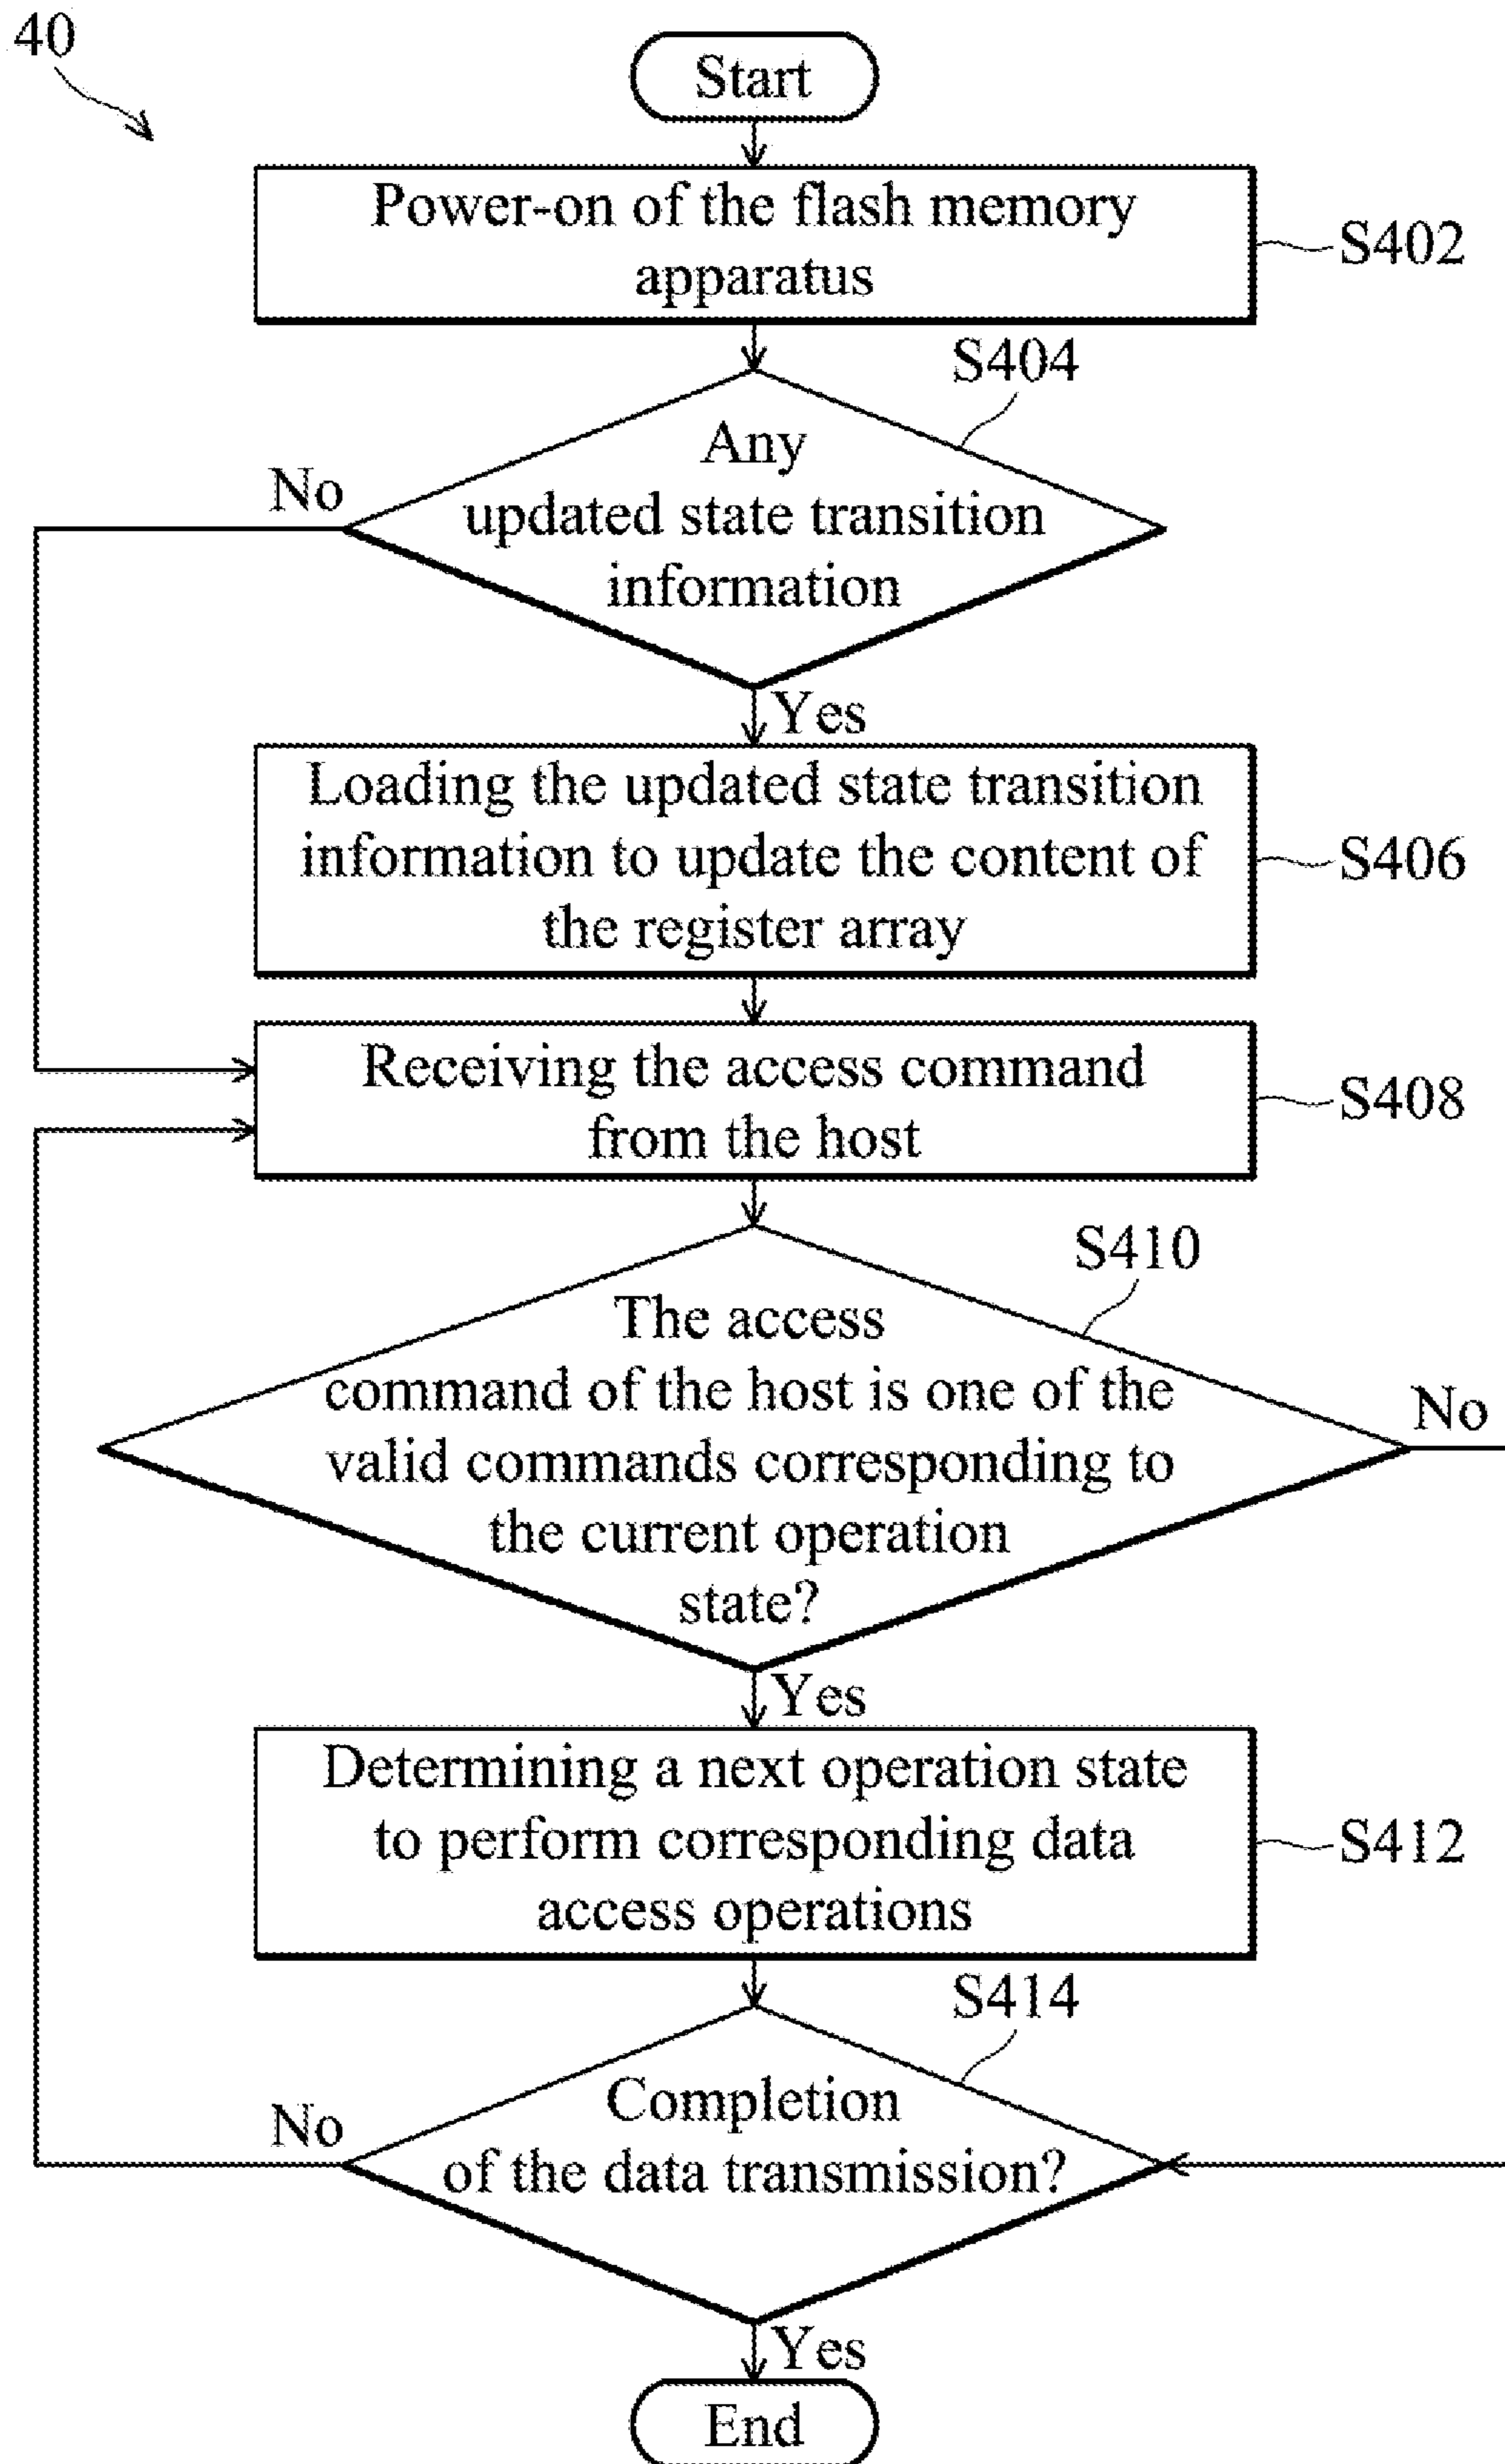 40
Start
Power-on of the flash memory
apparatus
S402
S404
Any
updated state transition
information
No
Yes
Loading the updated state transition
information to update the content of
the register array
S406
Receiving the access command
from the host
S408
S410
The access
command of the host is one of the
valid commands corresponding to
the current operation
state?
No
Yes
Determining a next operation state
to perform corresponding data
access operations
S412
S414
Completion
of the data transmission?
No
Yes
End